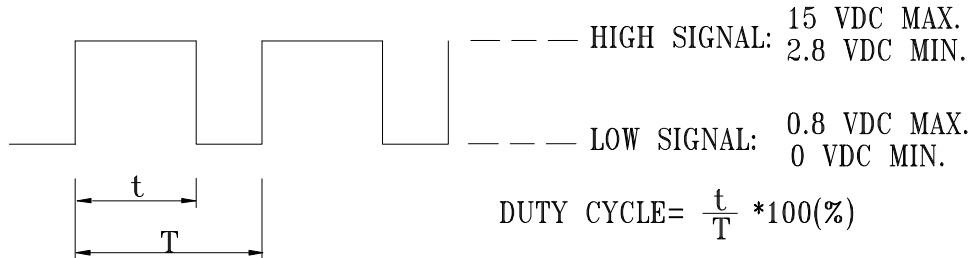 HIGH SIGNAL: 15 VDC MAX.
2.8 VDC MIN.
LOW SIGNAL: 0.8 VDC MAX.
0 VDC MIN.
t
T
DUTY CYCLE= t/T *100(%)